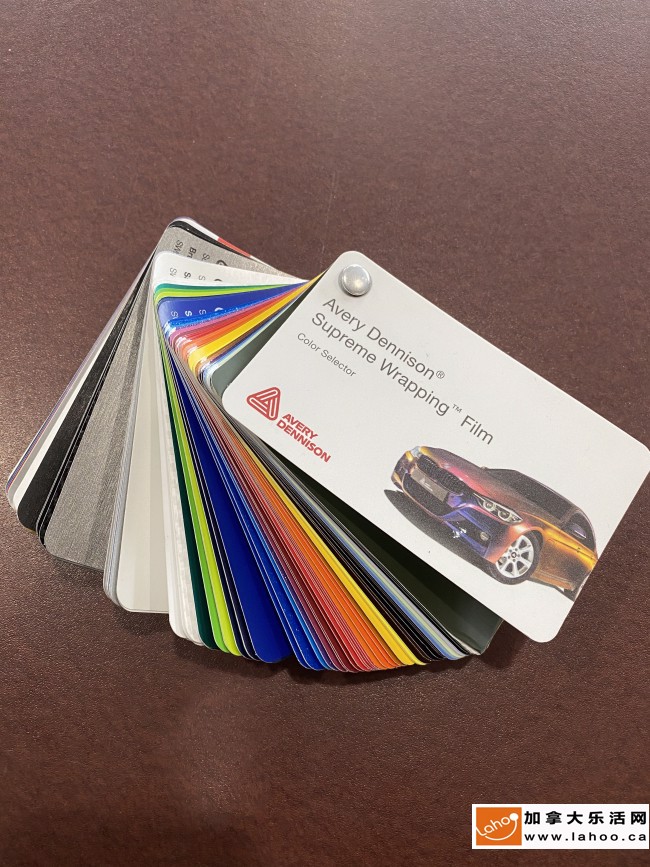 Avery Dennison®
Supreme Wrapping™ Film
Color Selector
AVERY
DENNISON
Lahoo
加拿大乐活网
www.lahoo.ca